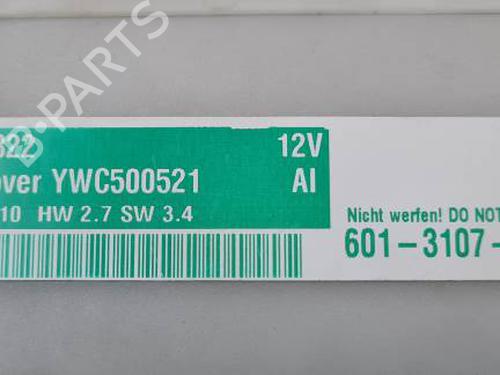 322 12V
over YWC500521 AI
10 HW 2.7 SW 3.4
Nicht werfen! DO NOT
601-3107-
B-PARTS